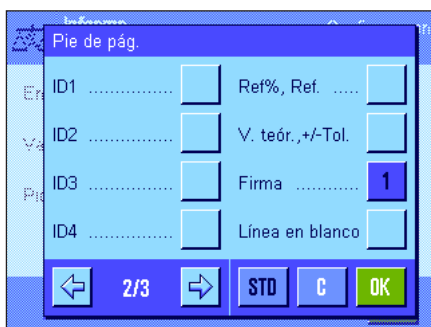 Informe
Pie de pág.
ID1 ...............
Ref%, Ref. .....
ID2 ...............
V. teór.,+/-Tol.
ID3 ...............
Firma ............ 1
ID4 ...............
Línea en blanco
2/3
STD
C
OK